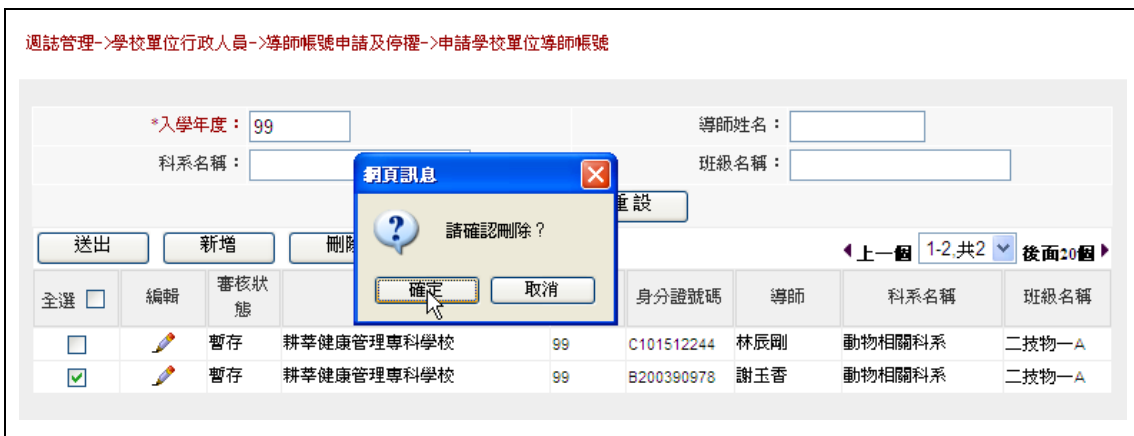 週誌管理->學校單位行政人員->導師帳號申請及停權->申請學校單位導師帳號
*入學年度： 99 導師姓名：
科系名稱： 班級名稱：
網頁訊息
請確認刪除？
確定 取消
重設
送出 新增 刪除 上一個 1-2,共2 後面20個
全選 編輯 審核狀態 身分證號碼 導師 科系名稱 班級名稱
暫存 耕莘健康管理專科學校 99 C101512244 林辰剛 動物相關科系 二技物一A
暫存 耕莘健康管理專科學校 99 B200390978 謝玉香 動物相關科系 二技物一A